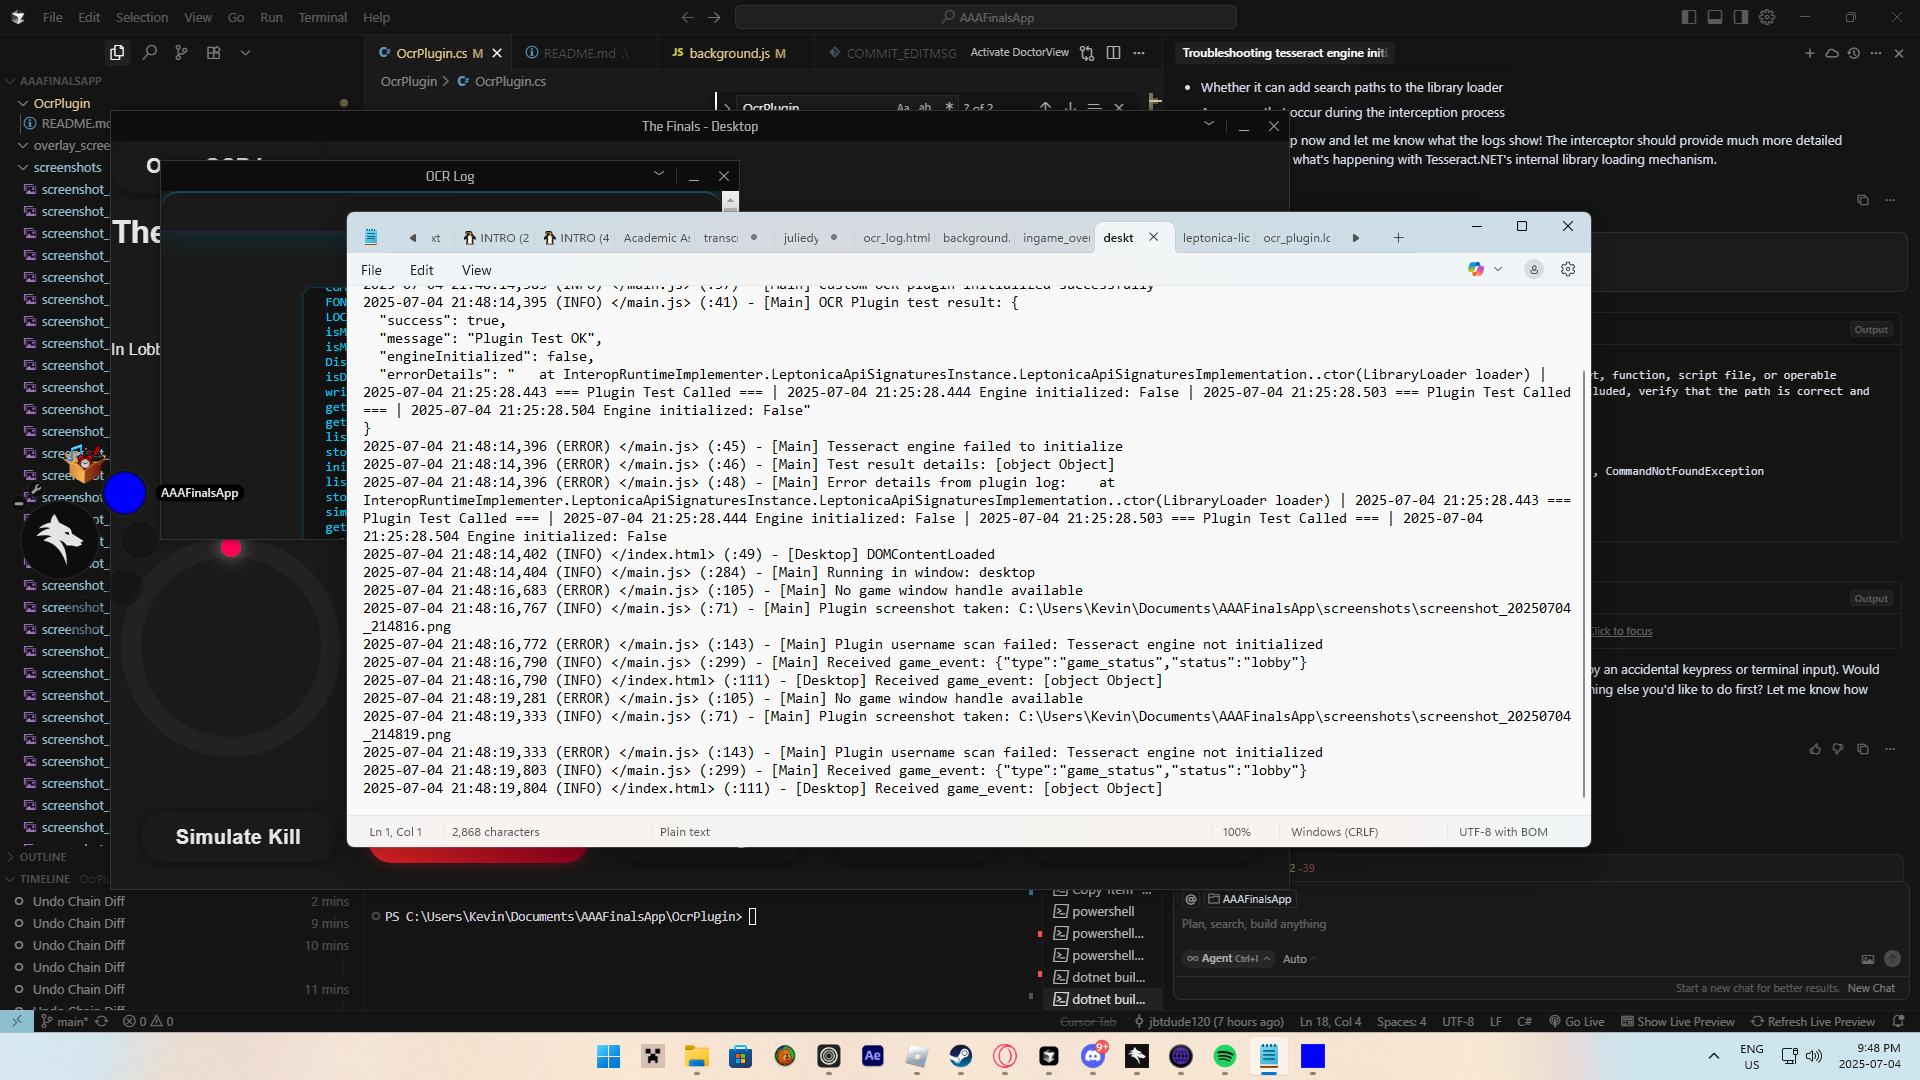 File Edit Selection View Go Run Terminal Help
AAAFinalsApp
OcrPlugin.cs M
README.md .\
background.js M
COMMIT_EDITMSG
Activate DoctorView
Troubleshooting tesseract engine initi
AAAFINALSAPP
OcrPlugin > OcrPlugin.cs
Whether it can add search paths to the library loader
OcrPlugin
OcrPlugin
Aa ab * ? of 2
occur during the interception process
README.md
The Finals - Desktop
p now and let me know what the logs show! The interceptor should provide much more detailed
overlay_scree
what's happening with Tesseract.NET's internal library loading mechanism.
screenshots
OCR Log
screenshot_
screenshot_
screenshot_
The
xt INTRO (2 INTRO (4 Academic As transc juliedy ocr_log.html background. ingame_over deskt leptonica-lic ocr_plugin.lc
File Edit View
2025-07-04 21:48:14,395 (INFO) </main.js> (:41) - [Main] OCR Plugin test result: {
"success": true,
"message": "Plugin Test OK",
"engineInitialized": false,
"errorDetails": "   at InteropRuntimeImplementer.LeptonicaApiSignaturesInstance.LeptonicaApiSignaturesImplementation..ctor(LibraryLoader loader) |
2025-07-04 21:25:28.443 === Plugin Test Called === | 2025-07-04 21:25:28.444 Engine initialized: False | 2025-07-04 21:25:28.503 === Plugin Test Called
=== | 2025-07-04 21:25:28.504 Engine initialized: False"
}
2025-07-04 21:48:14,396 (ERROR) </main.js> (:45) - [Main] Tesseract engine failed to initialize
2025-07-04 21:48:14,396 (ERROR) </main.js> (:46) - [Main] Test result details: [object Object]
2025-07-04 21:48:14,396 (ERROR) </main.js> (:48) - [Main] Error details from plugin log:    at
InteropRuntimeImplementer.LeptonicaApiSignaturesInstance.LeptonicaApiSignaturesImplementation..ctor(LibraryLoader loader) | 2025-07-04 21:25:28.443 ===
Plugin Test Called === | 2025-07-04 21:25:28.444 Engine initialized: False | 2025-07-04 21:25:28.503 === Plugin Test Called === | 2025-07-04
21:25:28.504 Engine initialized: False
2025-07-04 21:48:14,402 (INFO) </index.html> (:49) - [Desktop] DOMContentLoaded
2025-07-04 21:48:14,404 (INFO) </main.js> (:284) - [Main] Running in window: desktop
2025-07-04 21:48:16,683 (ERROR) </main.js> (:105) - [Main] No game window handle available
2025-07-04 21:48:16,767 (INFO) </main.js> (:71) - [Main] Plugin screenshot taken: C:\Users\Kevin\Documents\AAAFinalsApp\screenshots\screenshot_20250704
_214816.png
2025-07-04 21:48:16,772 (ERROR) </main.js> (:143) - [Main] Plugin username scan failed: Tesseract engine not initialized
2025-07-04 21:48:16,790 (INFO) </main.js> (:299) - [Main] Received game_event: {"type":"game_status","status":"lobby"}
2025-07-04 21:48:16,790 (INFO) </index.html> (:111) - [Desktop] Received game_event: [object Object]
2025-07-04 21:48:19,281 (ERROR) </main.js> (:105) - [Main] No game window handle available
2025-07-04 21:48:19,333 (INFO) </main.js> (:71) - [Main] Plugin screenshot taken: C:\Users\Kevin\Documents\AAAFinalsApp\screenshots\screenshot_20250704
_214819.png
2025-07-04 21:48:19,333 (ERROR) </main.js> (:143) - [Main] Plugin username scan failed: Tesseract engine not initialized
2025-07-04 21:48:19,803 (INFO) </main.js> (:299) - [Main] Received game_event: {"type":"game_status","status":"lobby"}
2025-07-04 21:48:19,804 (INFO) </index.html> (:111) - [Desktop] Received game_event: [object Object]
Ln 1, Col 1 2,868 characters Plain text 100% Windows (CRLF) UTF-8 with BOM
In Lobb
AAAFinalsApp
Simulate Kill
Output
t, function, script file, or operable
luded, verify that the path is correct and
, CommandNotFoundException
Output
Click to focus
y an accidental keypress or terminal input). Would
ning else you'd like to do first? Let me know how
2 -39
OUTLINE
TIMELINE OcrPlu
Undo Chain Diff 2 mins
Undo Chain Diff 9 mins
Undo Chain Diff 10 mins
Undo Chain Diff
Undo Chain Diff 11 mins
PS C:\Users\Kevin\Documents\AAAFinalsApp\OcrPlugin>
Copy-Item ...
powershell
powershell...
powershell...
dotnet buil...
dotnet buil...
@ AAAFinalsApp
Plan, search, build anything
Agent Ctrl+I Auto
Start a new chat for better results. New Chat
main* 0 0
Cursor Tab jbtdude120 (7 hours ago) Ln 18, Col 4 Spaces: 4 UTF-8 LF C# Go Live Show Live Preview Refresh Live Preview
Ae
9+
ENG
US
9:48 PM
2025-07-04